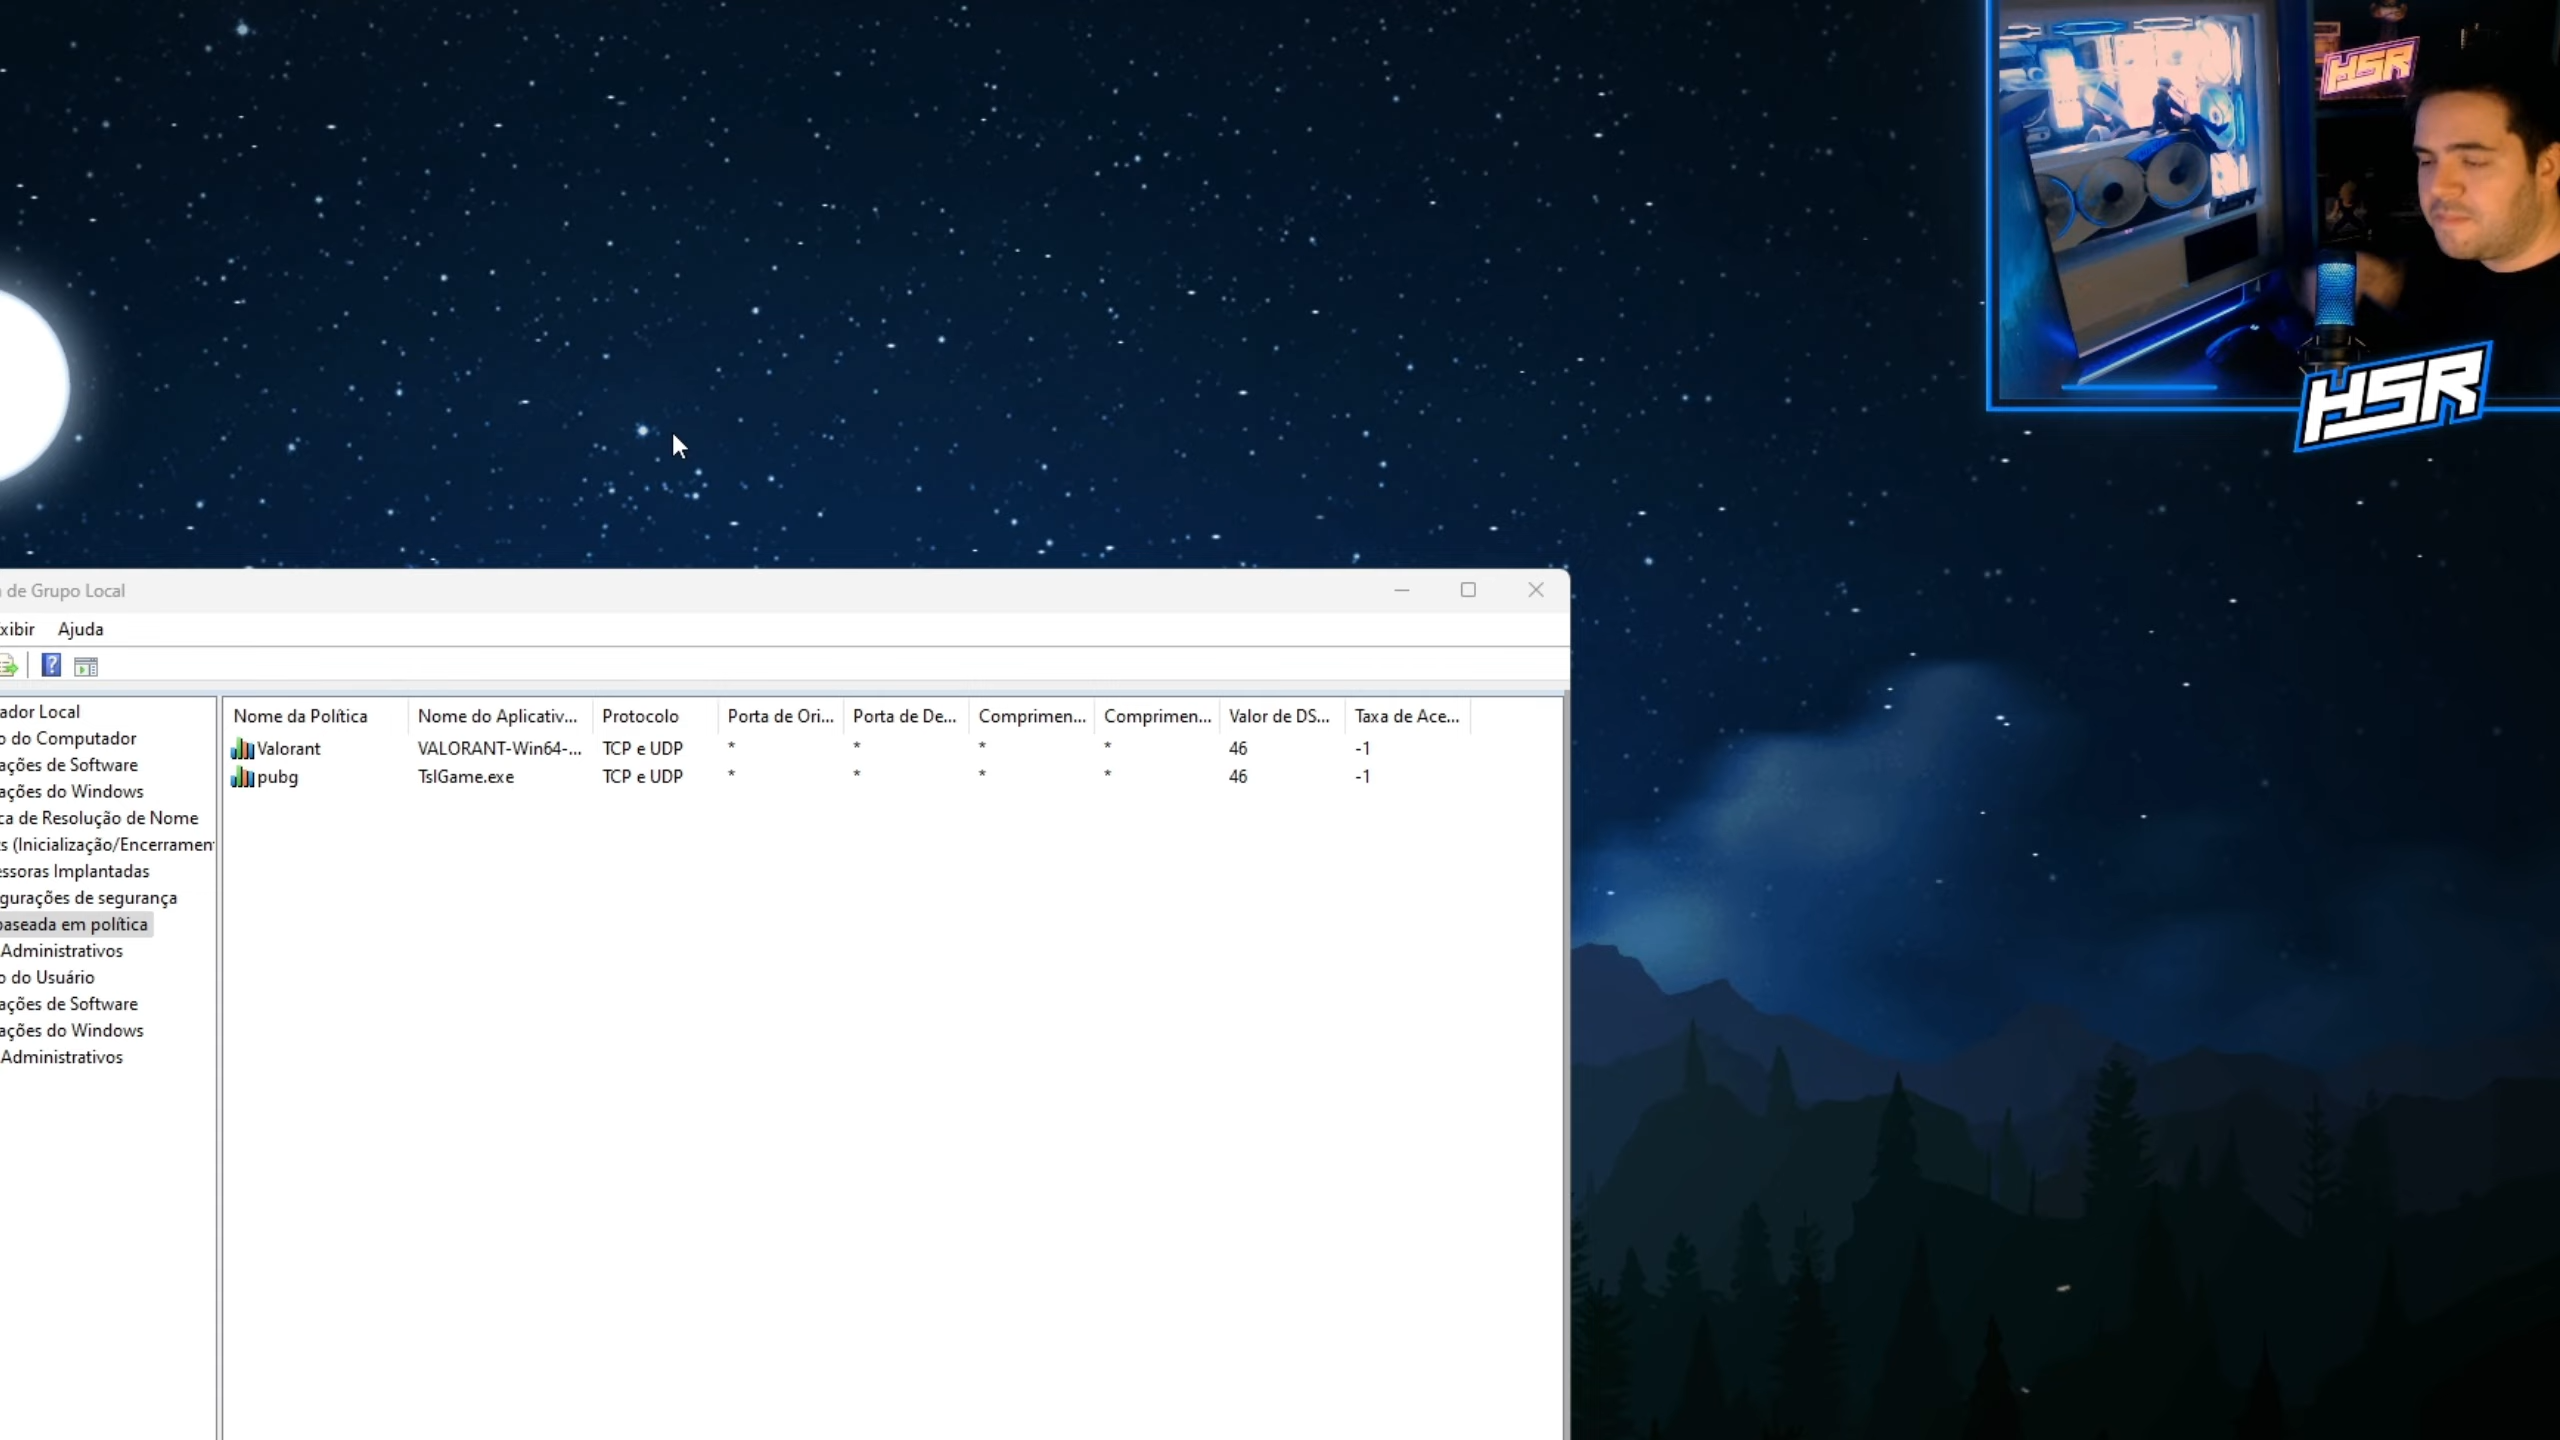 HSR
HSR
de Grupo Local
xibir Ajuda
ador Local
o do Computador
ações de Software
ações do Windows
ca de Resolução de Nome
s (Inicialização/Encerramen
essoras Implantadas
gurações de segurança
baseada em política
Administrativos
o do Usuário
ações de Software
ações do Windows
Administrativos
Nome da Política Nome do Aplicativ... Protocolo Porta de Ori... Porta de De... Comprimen... Comprimen... Valor de DS... Taxa de Ace...
Valorant VALORANT-Win64-... TCP e UDP * * * * 46 -1
pubg TslGame.exe TCP e UDP * * * * 46 -1